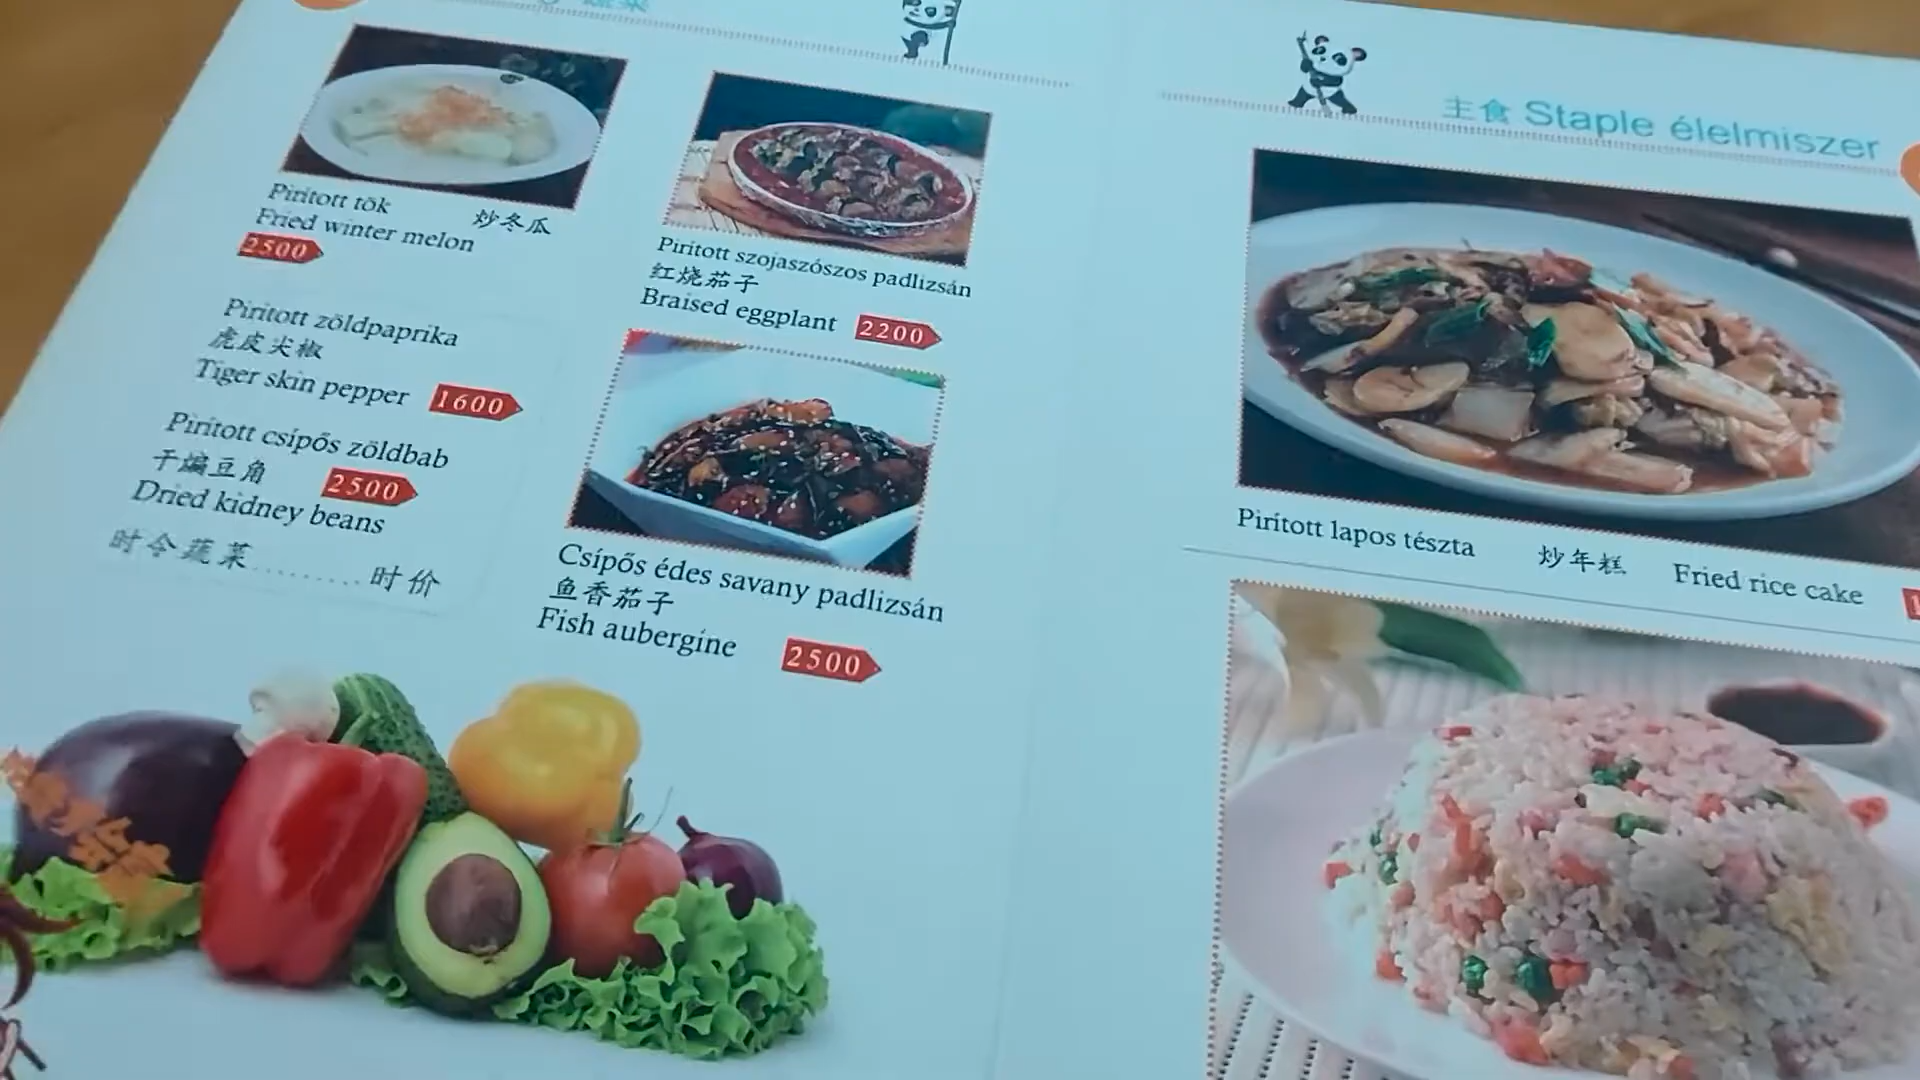 蔬菜
Pirított tök
炒冬瓜
Fried winter melon
2500
Pirított zöldpaprika
虎皮尖椒
Tiger skin pepper 1600
Pirított csípős zöldbab
干煸豆角 2500
Dried kidney beans
时令蔬菜.........时价
Pirított szojaszószos padlizsán
红烧茄子
Braised eggplant 2200
Csípős édes savany padlizsán
鱼香茄子
Fish aubergine 2500
主食 Staple élelmiszer
Pirított lapos tészta 炒年糕 Fried rice cake